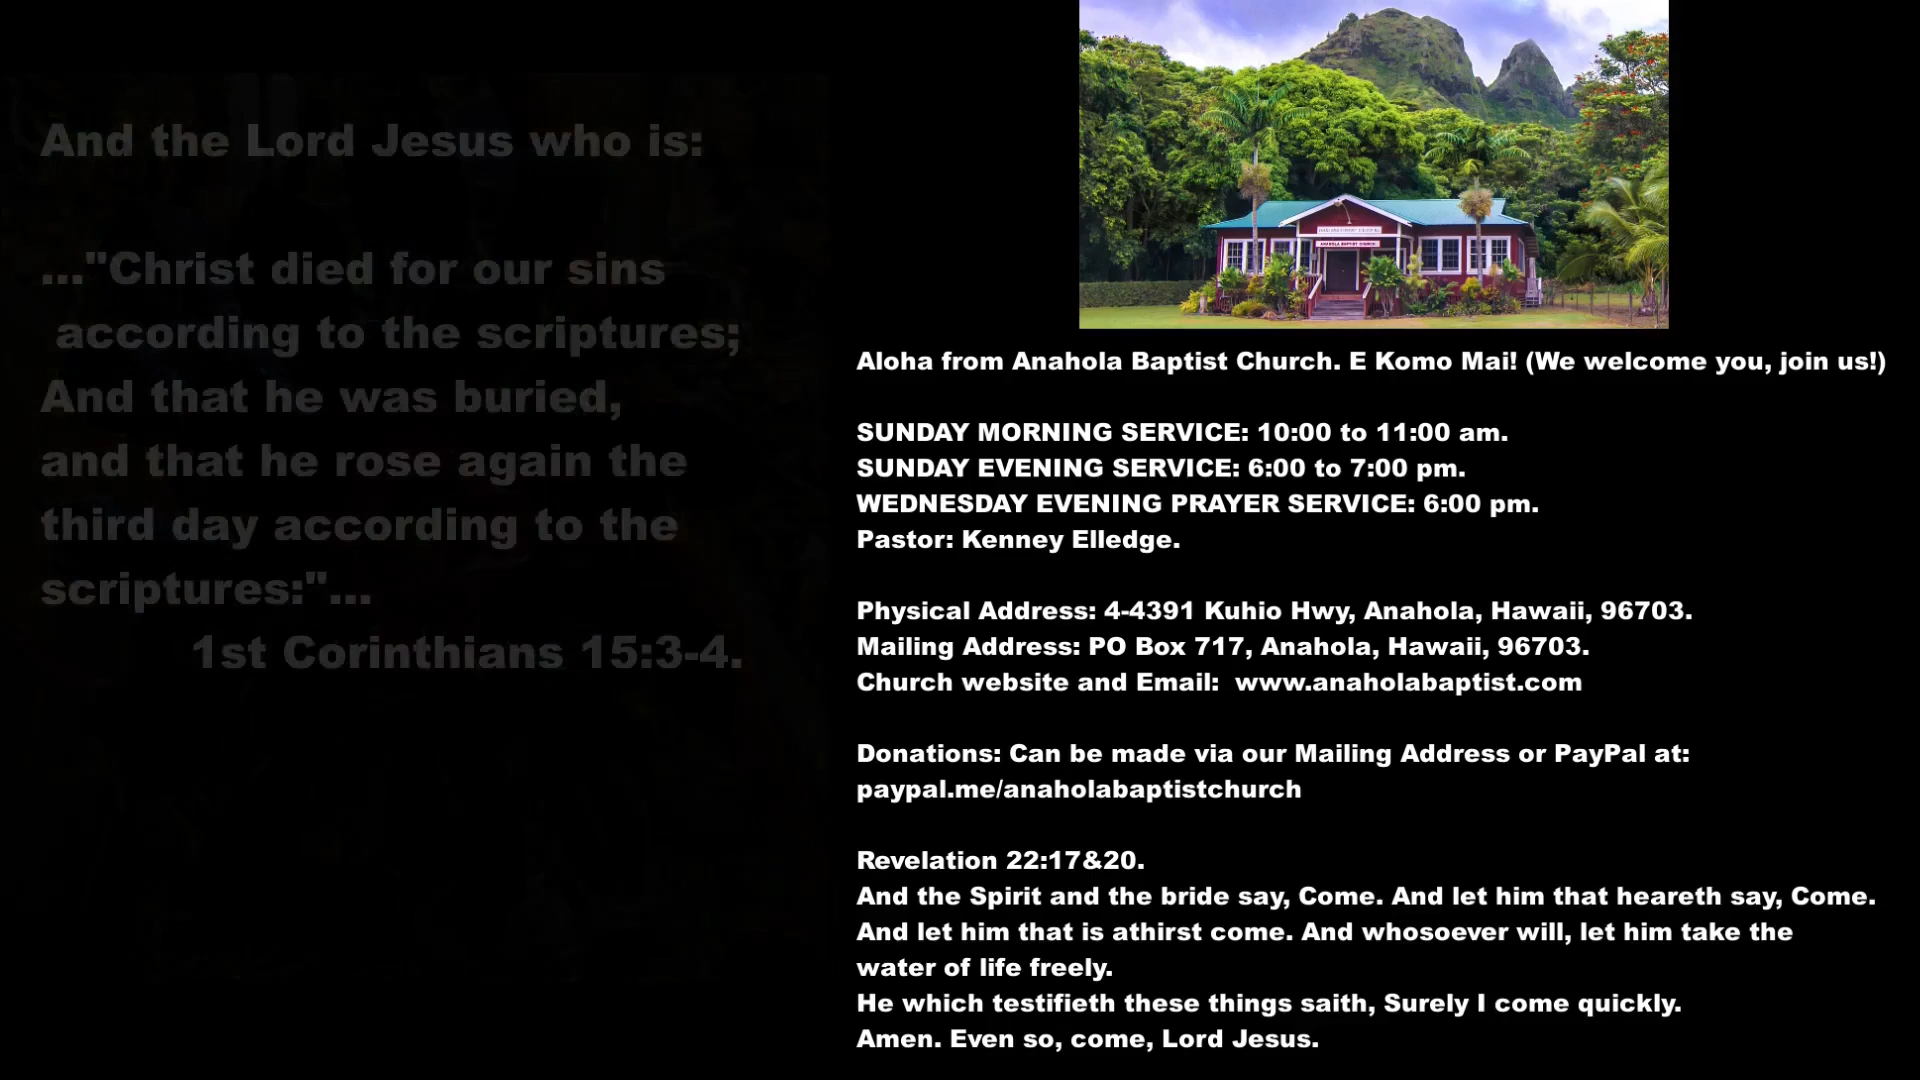 And the Lord Jesus who is:
..."Christ died for our sins
according to the scriptures;
And that he was buried,
and that he rose again the
third day according to the
scriptures:"...
1st Corinthians 15:3-4.
ANAHOLA BAPTIST CHURCH
Aloha from Anahola Baptist Church. E Komo Mai! (We welcome you, join us!)
SUNDAY MORNING SERVICE: 10:00 to 11:00 am.
SUNDAY EVENING SERVICE: 6:00 to 7:00 pm.
WEDNESDAY EVENING PRAYER SERVICE: 6:00 pm.
Pastor: Kenney Elledge.
Physical Address: 4-4391 Kuhio Hwy, Anahola, Hawaii, 96703.
Mailing Address: PO Box 717, Anahola, Hawaii, 96703.
Church website and Email:  www.anaholabaptist.com
Donations: Can be made via our Mailing Address or PayPal at:
paypal.me/anaholabaptistchurch
Revelation 22:17&20.
And the Spirit and the bride say, Come. And let him that heareth say, Come.
And let him that is athirst come. And whosoever will, let him take the
water of life freely.
He which testifieth these things saith, Surely I come quickly.
Amen. Even so, come, Lord Jesus.